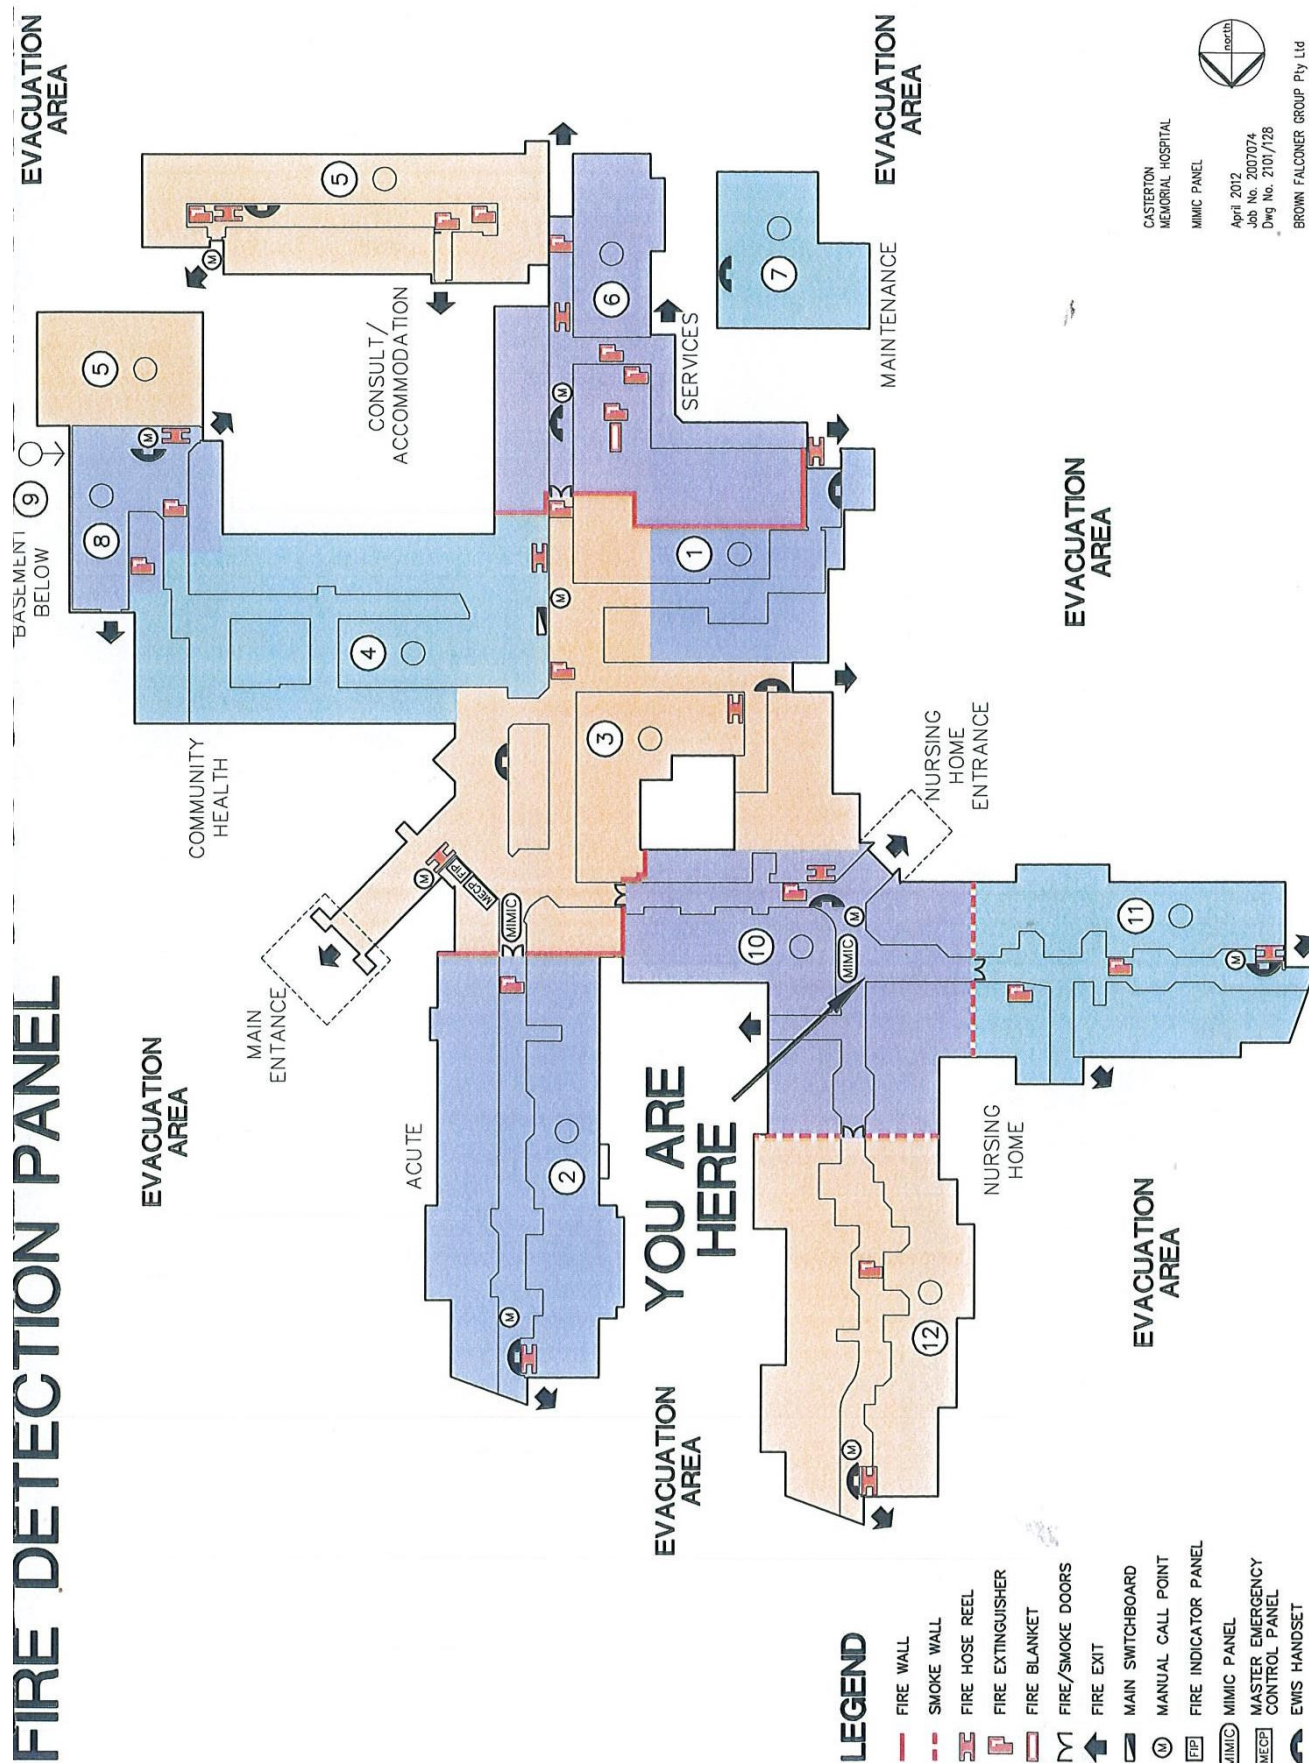 FIRE DETECTION PANEL
EVACUATION
AREA
BASEMENT
BELOW
9
5
8
5
COMMUNITY
HEALTH
4
CONSULT/
ACCOMMODATION
6
SERVICES
7
MAINTENANCE
EVACUATION
AREA
1
3
MAIN
ENTANCE
MECP
FIP
MIMIC
M
M
M
M
M
EVACUATION
AREA
ACUTE
2
M
YOU ARE
HERE
10
MIMIC
M
NURSING
HOME
ENTRANCE
EVACUATION
AREA
11
M
NURSING
HOME
12
M
EVACUATION
AREA
EVACUATION
AREA
LEGEND
FIRE WALL
SMOKE WALL
FIRE HOSE REEL
FIRE EXTINGUISHER
FIRE BLANKET
FIRE/SMOKE DOORS
FIRE EXIT
MAIN SWITCHBOARD
M MANUAL CALL POINT
FIP FIRE INDICATOR PANEL
MIMIC MIMIC PANEL
MECP MASTER EMERGENCY
CONTROL PANEL
EWIS HANDSET
CASTERTON
MEMORIAL HOSPITAL
MIMIC PANEL
April 2012
Job No. 2007074
Dwg No. 2101/128
BROWN FALCONER GROUP Pty Ltd
north